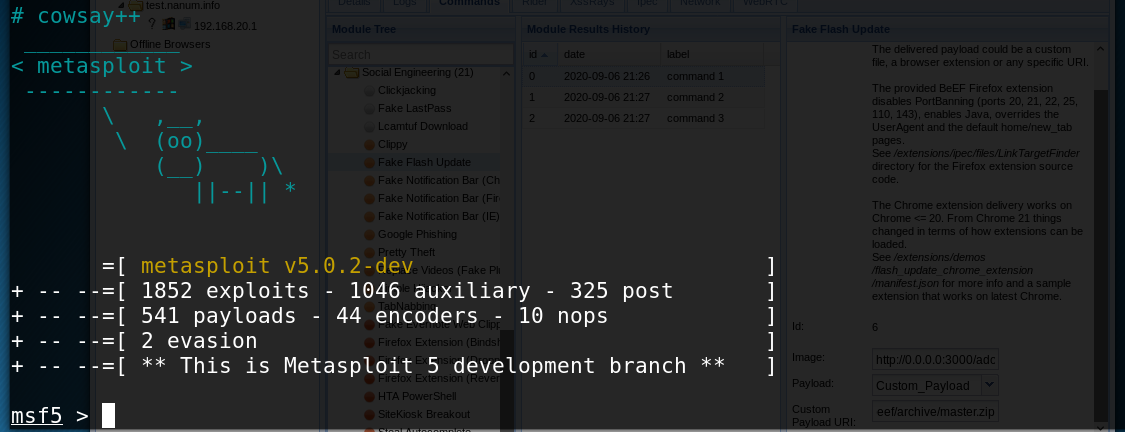 # cowsay++
 ____________
< metasploit >
 ------------
       \   ,__,
        \  (oo)____
           (__)    )\
              ||--|| *
=[ metasploit v5.0.2-dev ]
+ -- --=[ 1852 exploits - 1046 auxiliary - 325 post ]
+ -- --=[ 541 payloads - 44 encoders - 10 nops ]
+ -- --=[ 2 evasion ]
+ -- --=[ ** This is Metasploit 5 development branch ** ]
msf5 >
test.nanum.info
192.168.20.1
Offline Browsers
Details Logs Commands Rider XssRays Ipec Network WebRTC
Module Tree
Search
Social Engineering (21)
Clickjacking
Fake LastPass
Lcamtuf Download
Clippy
Fake Flash Update
Fake Notification Bar (Ch
Fake Notification Bar (Fire
Fake Notification Bar (IE)
Google Phishing
Pretty Theft
Videos (Fake Plu
TabNabbing
Fake Evernote Web Clipp
Firefox Extension (Bindsh
Firefox Extension (Dropp
Firefox Extension (Rever
HTA PowerShell
SiteKiosk Breakout
Steal Autocomplete
Module Results History
id date label
0 2020-09-06 21:26 command 1
1 2020-09-06 21:27 command 2
2 2020-09-06 21:27 command 3
Fake Flash Update
The delivered payload could be a custom
file, a browser extension or any specific URI.
The provided BeEF Firefox extension
disables PortBanning (ports 20, 21, 22, 25,
110, 143), enables Java, overrides the
UserAgent and the default home/new_tab
pages.
See /extensions/ipec/files/LinkTargetFinder
directory for the Firefox extension source
code.
The Chrome extension delivery works on
Chrome <= 20. From Chrome 21 things
changed in terms of how extensions can be
loaded.
See /extensions/demos
/flash_update_chrome_extension
/manifest.json for more info and a sample
extension that works on latest Chrome.
Id: 6
Image: http://0.0.0.0:3000/adc
Payload: Custom_Payload
Custom
Payload URI: eef/archive/master.zip